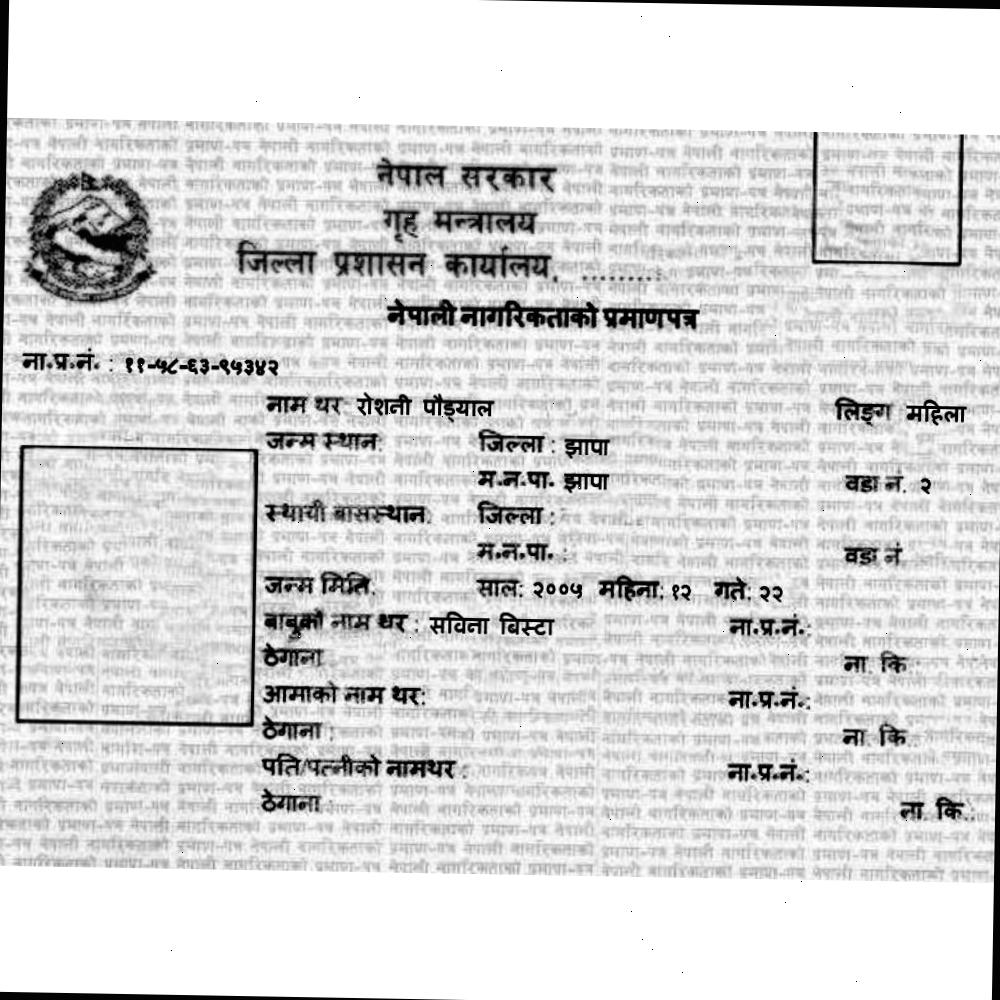 नेपाल सरकार
गृह मन्त्रालय
जिल्ला प्रशासन कार्यालय, ..........
नेपाली नागरिकताको प्रमाणपत्र
ना.प्र.नं. : ११-५८-६३-९५३४२
नाम थर रोशनी पौड्याल लिङ्ग महिला
जन्म स्थान: जिल्ला : झापा
म.न.पा. झापा वडा नं. २
स्थायी बासस्थान: जिल्ला :
म.न.पा. : वडा नं
जन्म मिति: साल: २००५ महिना: १२ गते: २२
बाबुको नाम थर : सविना बिस्टा ना.प्र.नं.:
ठेगाना ना. कि.:
आमाको नाम थर: ना.प्र.नं.:
ठेगाना : ना. कि.:
पति/पत्नीको नामथर : ना.प्र.नं.:
ठेगाना : ना. कि.: